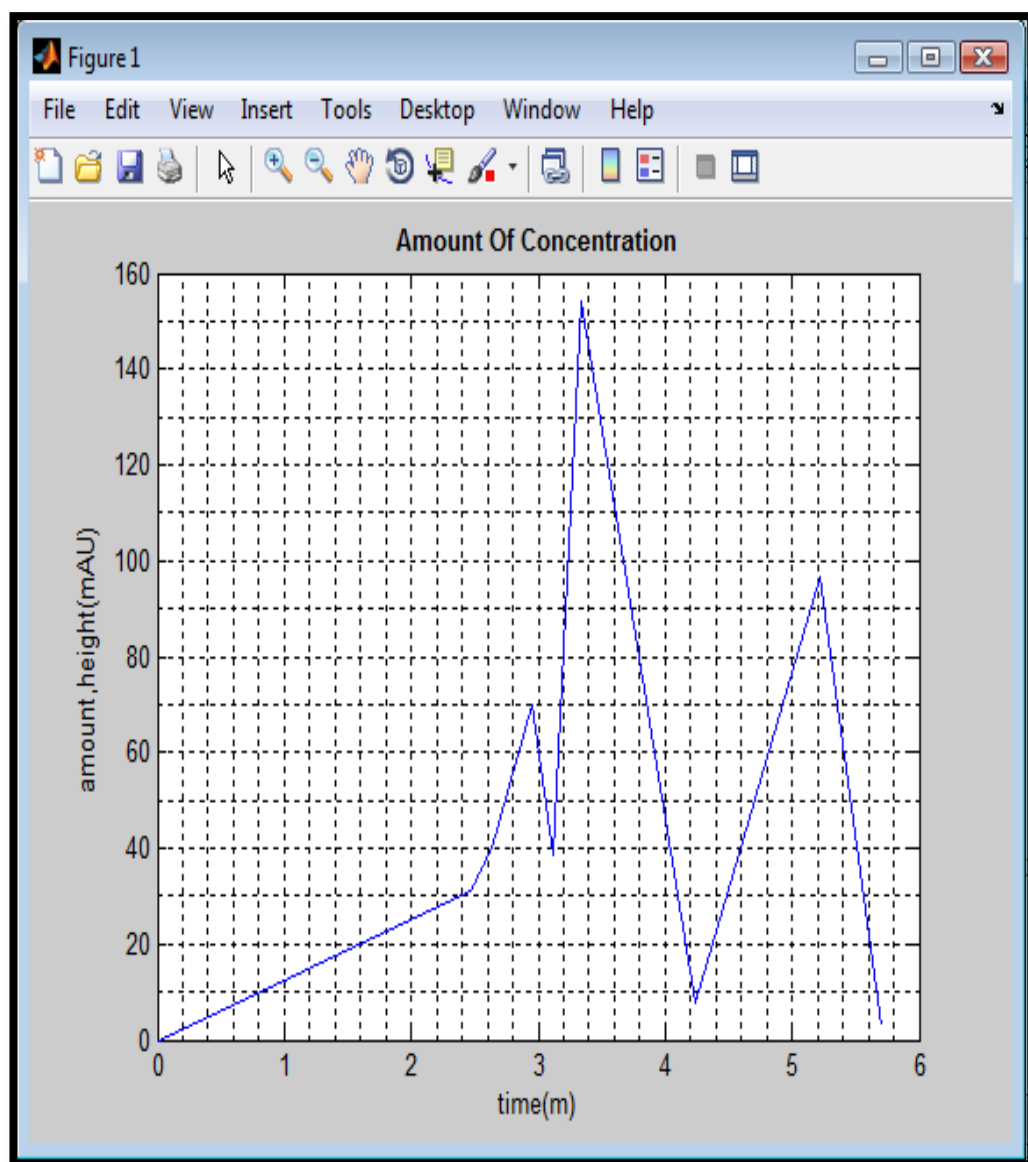 Figure 1
File Edit View Insert Tools Desktop Window Help
Amount Of Concentration
160
140
120
100
80
60
40
20
0
amount,height(mAU)
0 1 2 3 4 5 6
time(m)